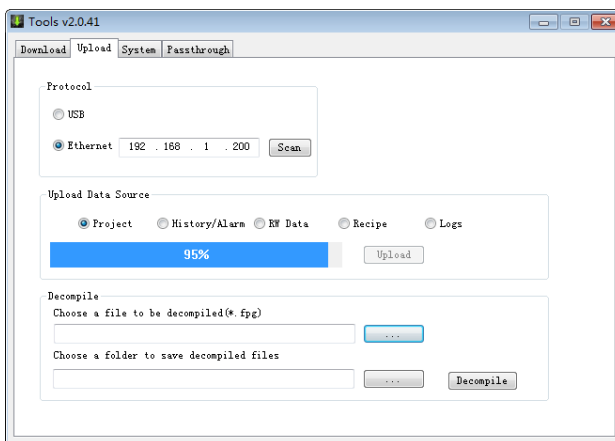 Tools v2.0.41
Download Upload System Passthrough
Protocol
USB
Ethernet 192 . 168 . 1 . 200 Scan
Upload Data Source
Project History/Alarm RW Data Recipe Logs
95% Upload
Decompile
Choose a file to be decompiled(*.fpg)
...
Choose a folder to save decompiled files
... Decompile